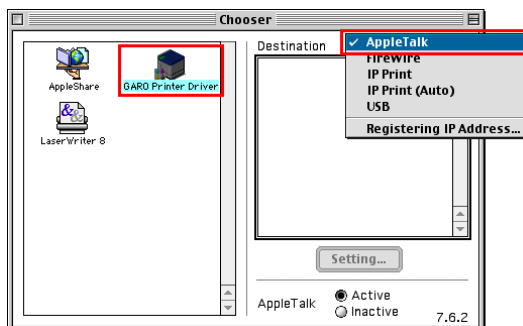 Chooser
AppleShare
GARO Printer Driver
LaserWriter 8
Destination
✓ AppleTalk
FireWire
IP Print
IP Print (Auto)
USB
Registering IP Address...
Setting...
AppleTalk
Active
Inactive
7.6.2